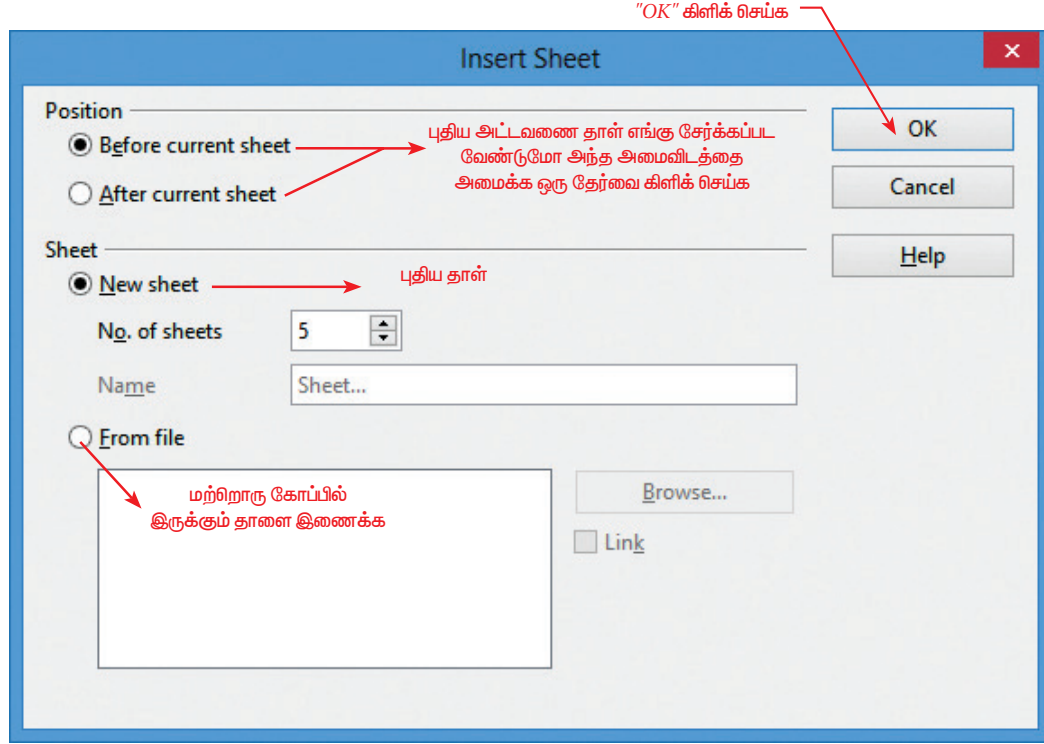 "OK" கிளிக் செய்க
Insert Sheet
Position
Before current sheet
புதிய அட்டவணை தாள் எங்கு சேர்க்கப்பட
வேண்டுமோ அந்த அமைவிடத்தை
அமைக்க ஒரு தேர்வை கிளிக் செய்க
After current sheet
OK
Cancel
Help
Sheet
New sheet
புதிய தாள்
No. of sheets
5
Name
Sheet...
From file
மற்றொரு கோப்பில்
இருக்கும் தாளை இணைக்க
Browse...
Link